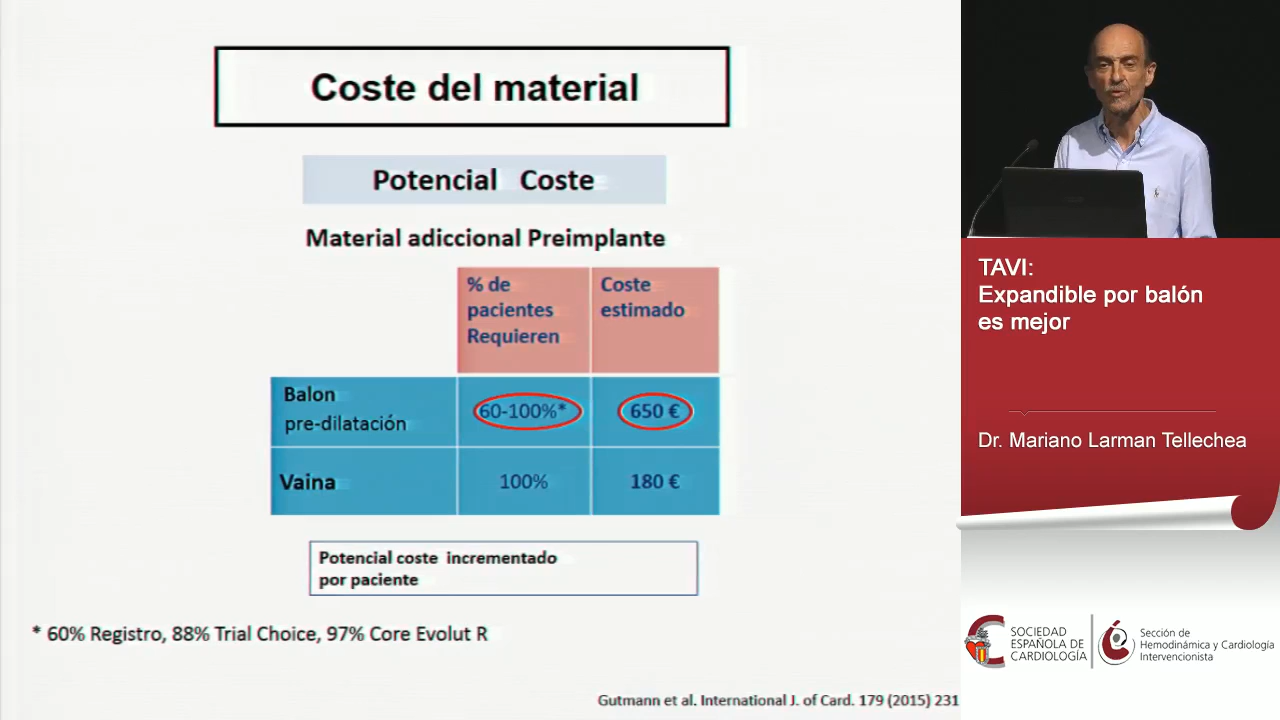 Coste del material
Potencial Coste
Material adiccional Preimplante
% de
pacientes
Requieren
Coste
estimado
Balon
pre-dilatación
60-100%*
650 €
Vaina
100%
180 €
Potencial coste incrementado
por paciente
* 60% Registro, 88% Trial Choice, 97% Core Evolut R
Gutmann et al. International J. of Card. 179 (2015) 231
TAVI:
Expandible por balón
es mejor
Dr. Mariano Larman Tellechea
SOCIEDAD
ESPAÑOLA DE
CARDIOLOGÍA
Sección de
Hemodinámica y Cardiología
Intervencionista